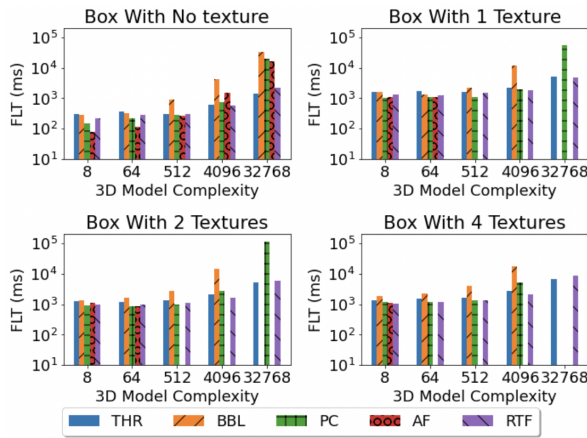 Box With No texture
Box With 1 Texture
FLT (ms)
10^5
10^4
10^3
10^2
10^1
8 64 512 4096 32768
3D Model Complexity
FLT (ms)
10^5
10^4
10^3
10^2
10^1
8 64 512 4096 32768
3D Model Complexity
Box With 2 Textures
Box With 4 Textures
FLT (ms)
10^5
10^4
10^3
10^2
10^1
8 64 512 4096 32768
3D Model Complexity
FLT (ms)
10^5
10^4
10^3
10^2
10^1
8 64 512 4096 32768
3D Model Complexity
THR BBL PC AF RTF